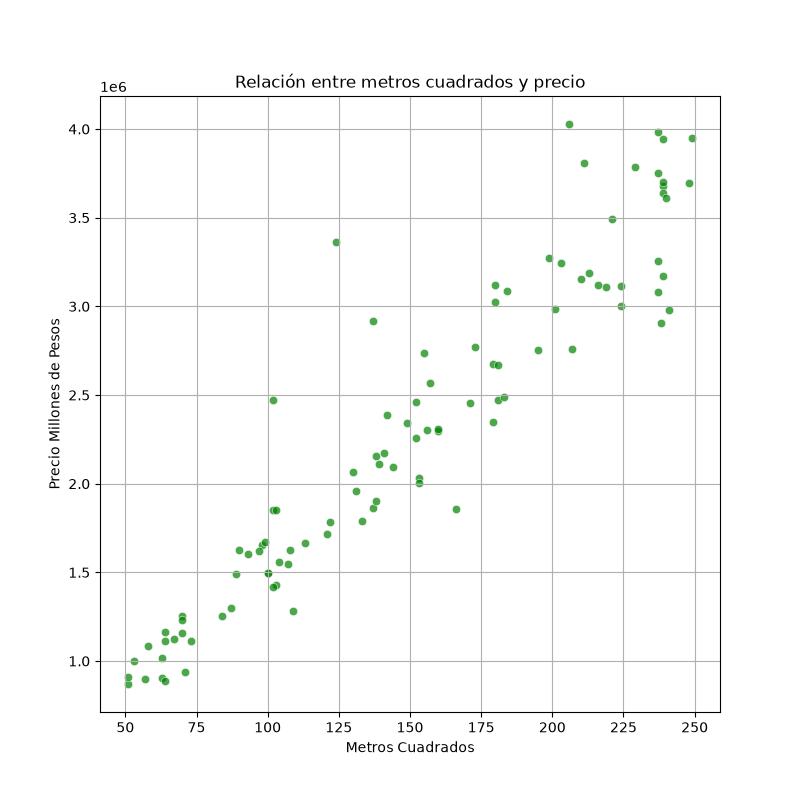 Relación entre metros cuadrados y precio
1e6
4.0
3.5
3.0
2.5
2.0
1.5
1.0
Precio Millones de Pesos
50 75 100 125 150 175 200 225 250
Metros Cuadrados